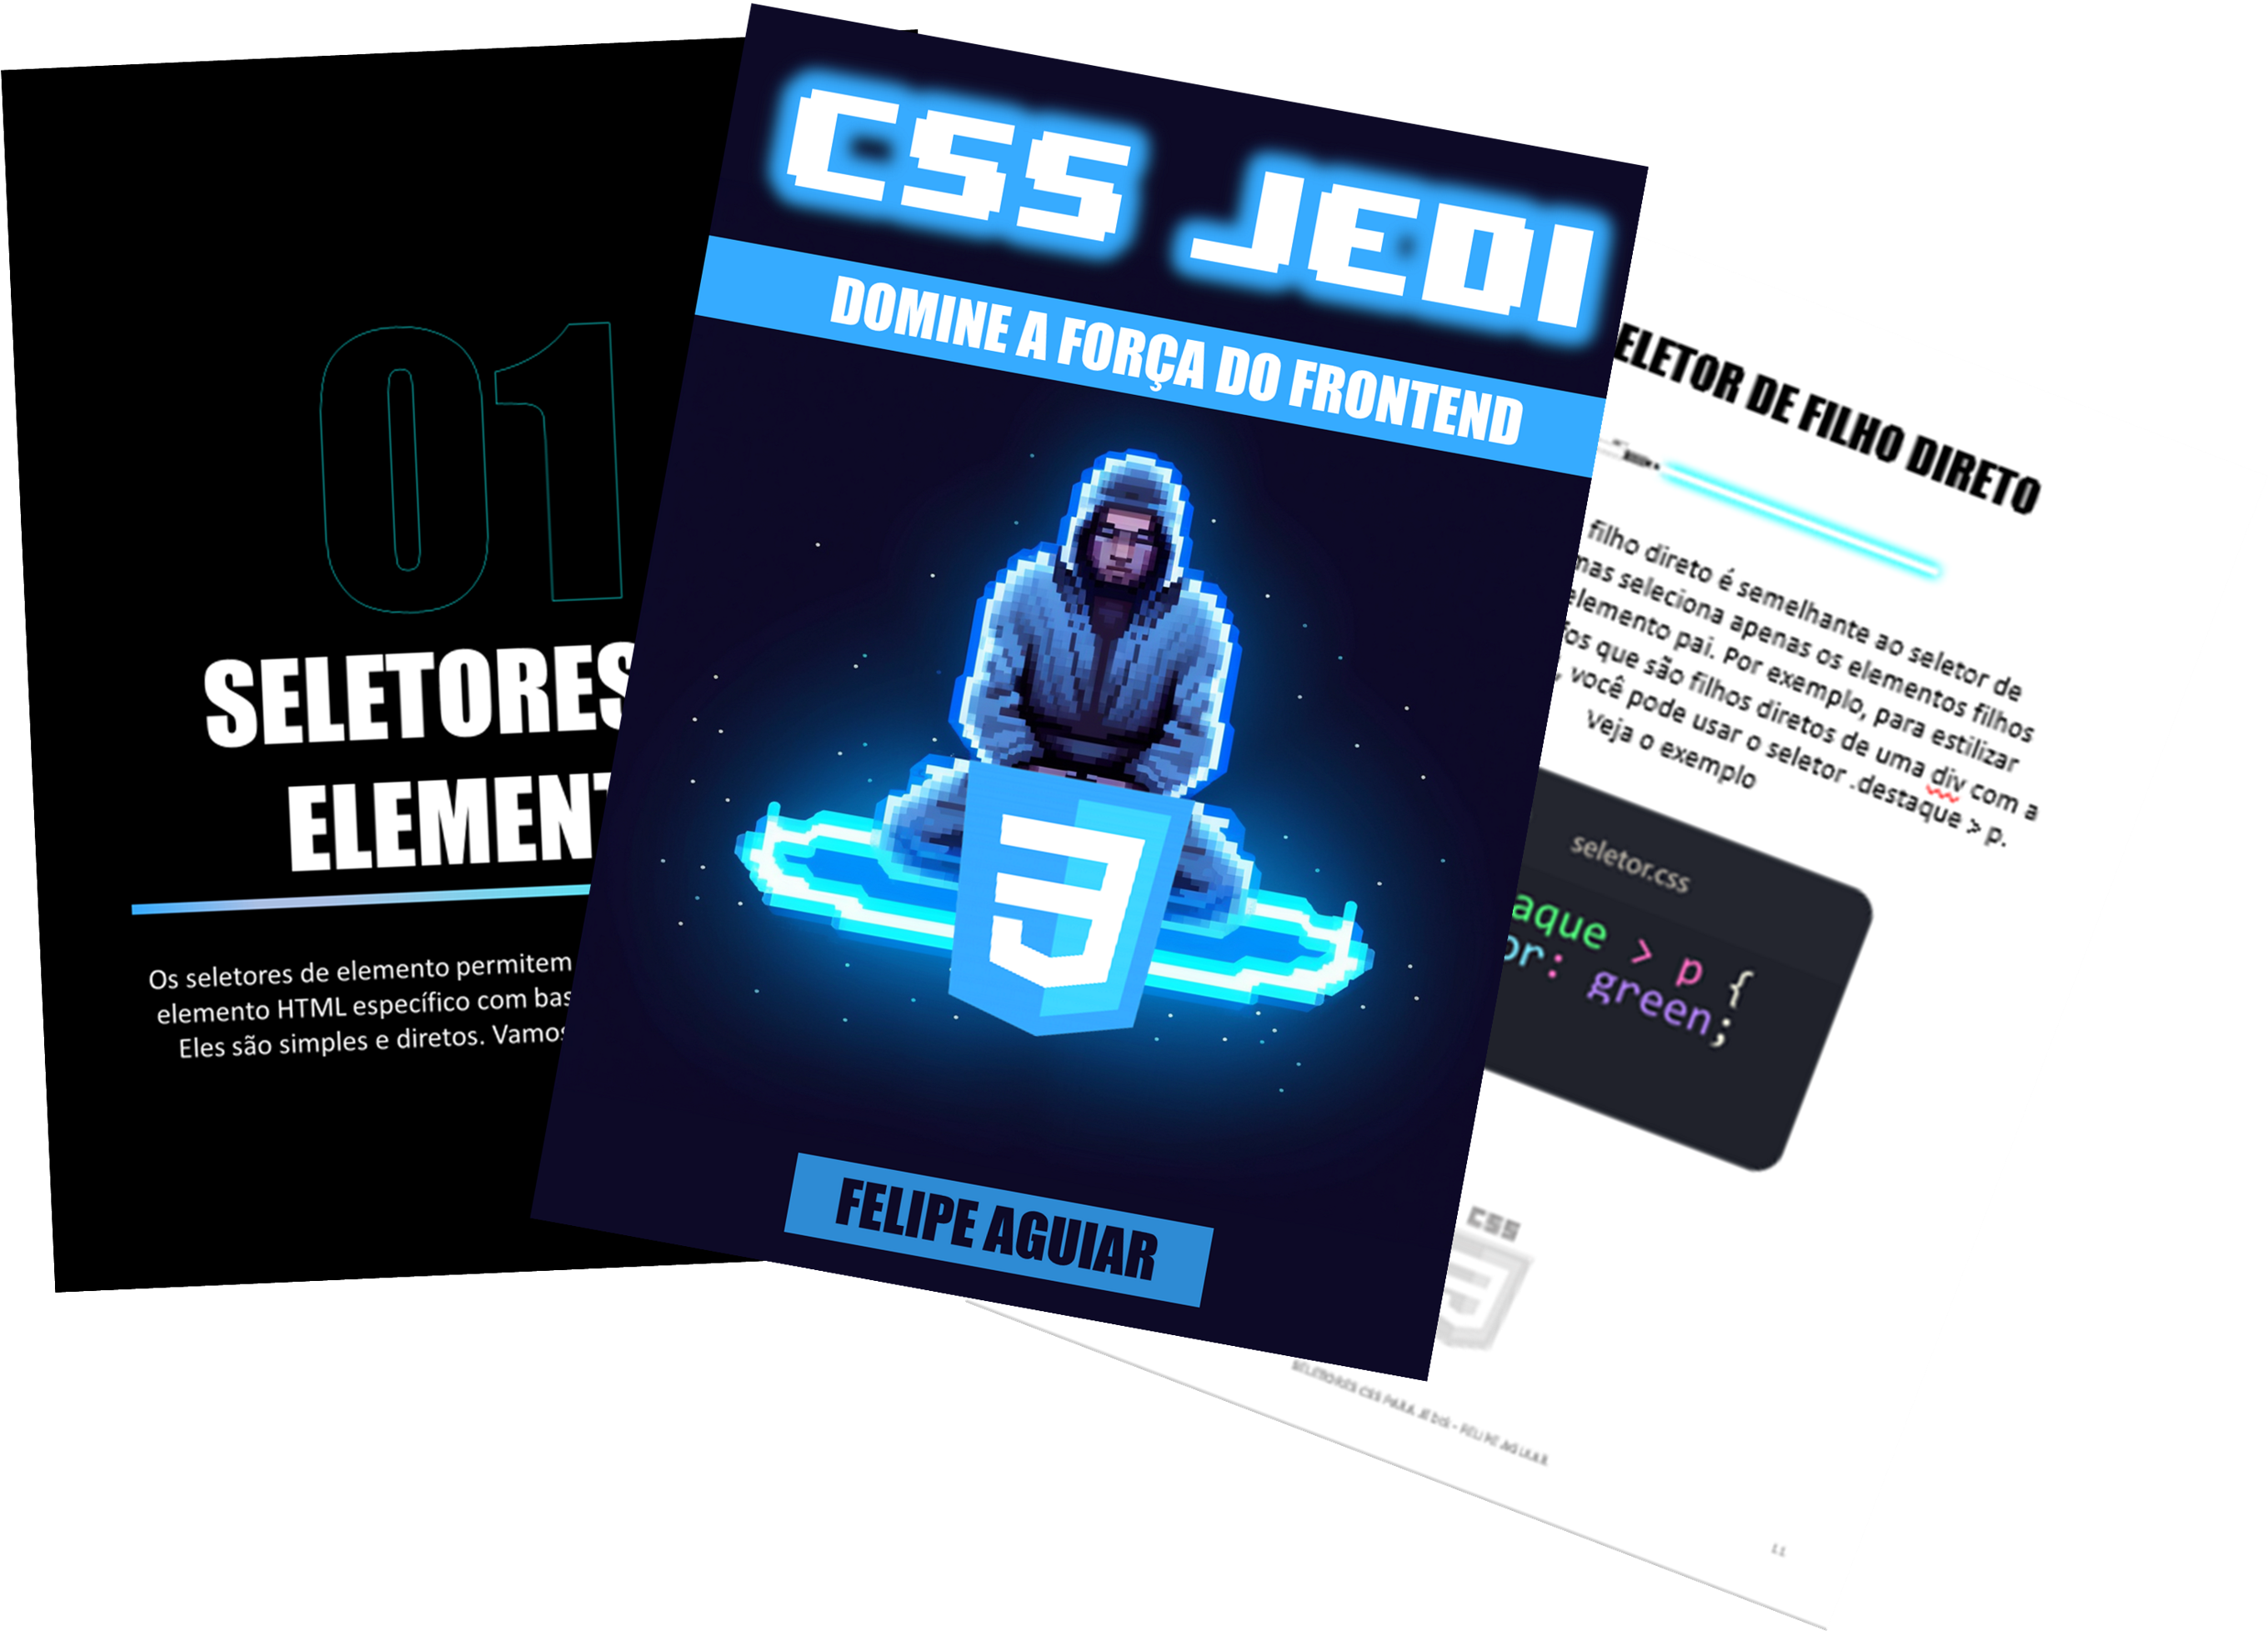 01
SELETORES
ELEMENT
Os seletores de elemento permitem
elemento HTML específico com bas
Eles são simples e diretos. Vamos
CSS JEDI
DOMINE A FORÇA DO FRONTEND
FELIPE AGUIAR
ELETOR DE FILHO DIRETO
filho direto é semelhante ao seletor de
mas seleciona apenas os elementos filhos
elemento pai. Por exemplo, para estilizar
fos que são filhos diretos de uma div com a
, você pode usar o seletor .destaque > p.
Veja o exemplo
seletor.css
aque > p {
or: green;
CSS
SELETORES CSS PARA JEDIS - FELIPE AGUIAR
11